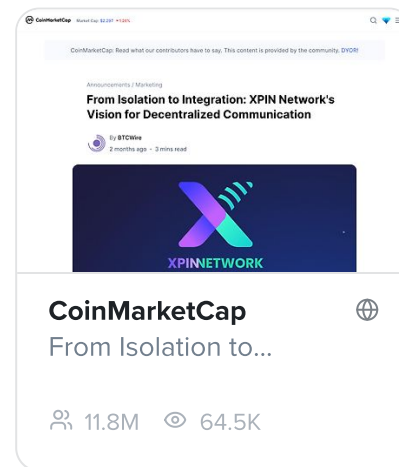 CoinMarketCap
CoinMarketCap: Read what our contributors have to say. This content is provided by the community. DYOR!
Announcements / Marketing
From Isolation to Integration: XPIN Network's
Vision for Decentralized Communication
By BTCWire
2 months ago • 3 mins read
XPINNETWORK
CoinMarketCap
From Isolation to...
11.8M 64.5K